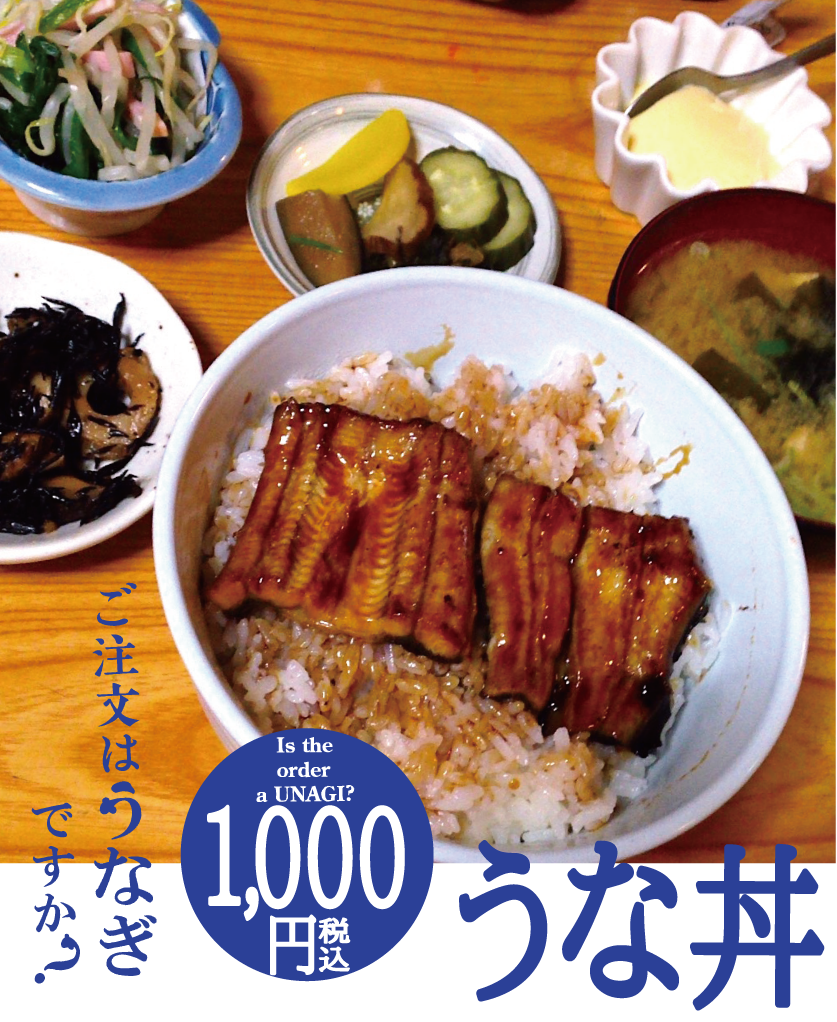 ご注文はうなぎ
ですか?
Is the
order
a UNAGI?
1,000
円税込
うな丼